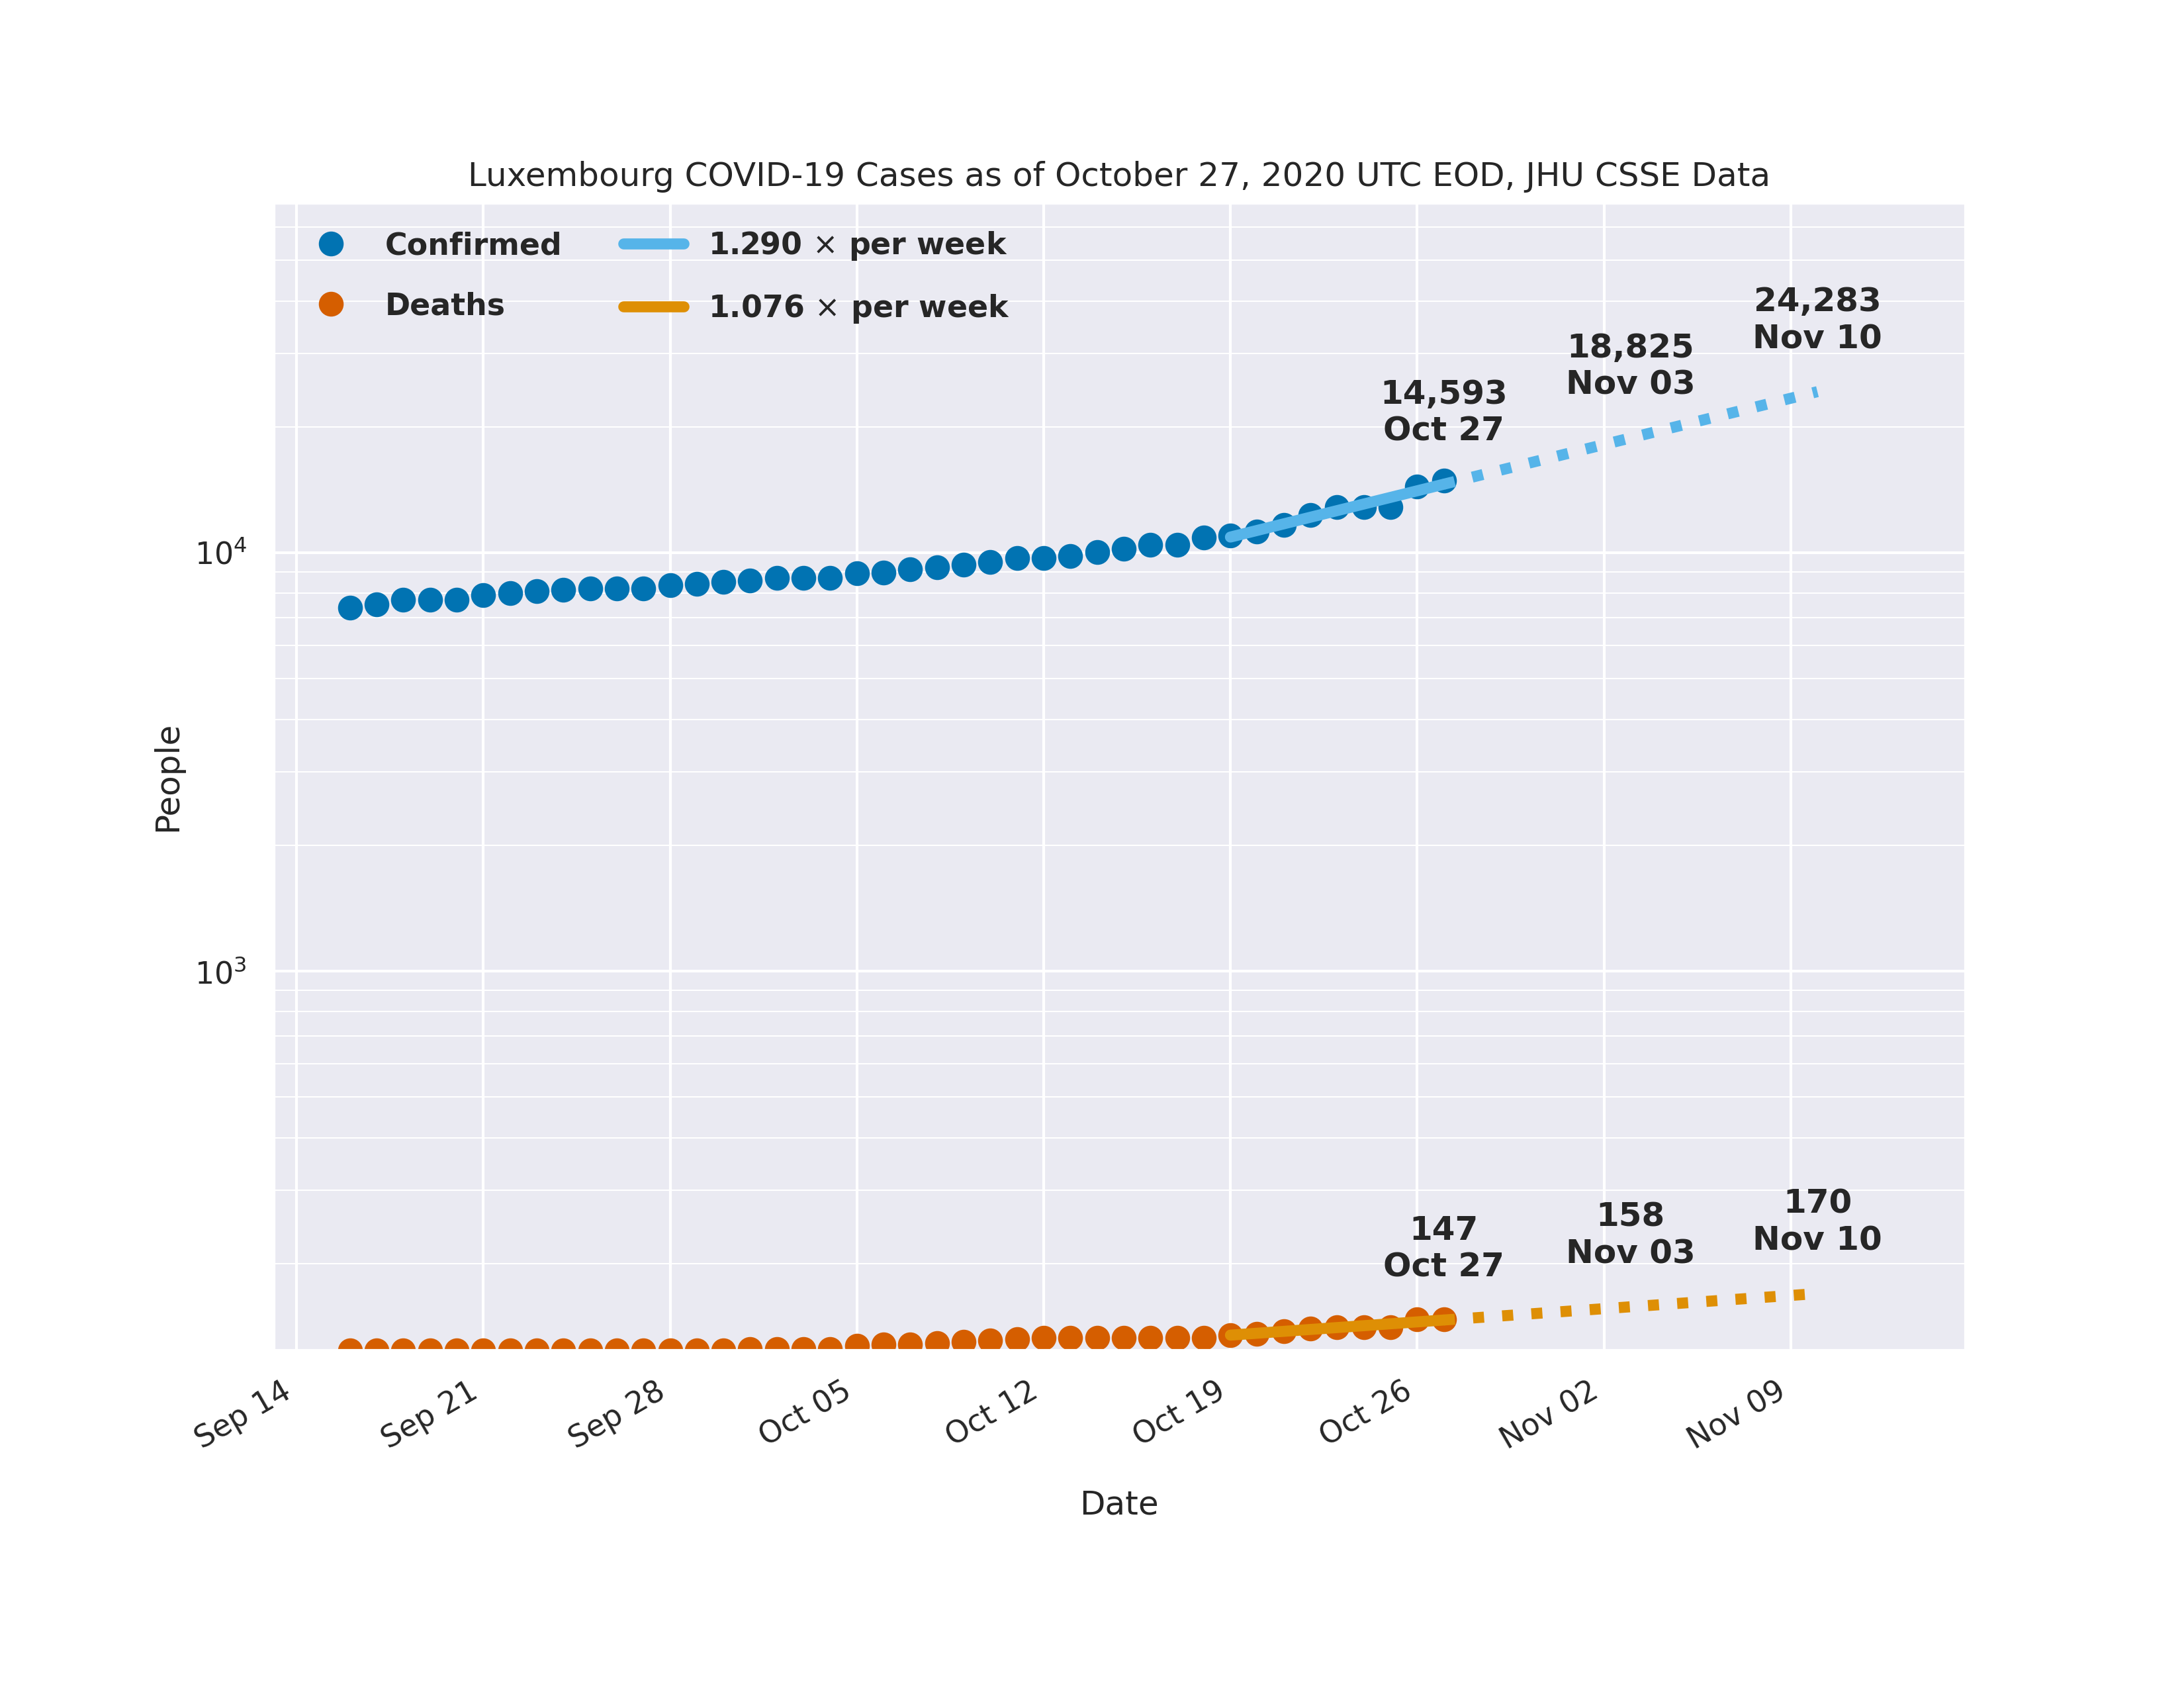 Luxembourg COVID-19 Cases as of October 27, 2020 UTC EOD, JHU CSSE Data
Confirmed
Deaths
1.290 × per week
1.076 × per week
24,283
Nov 10
18,825
Nov 03
14,593
Oct 27
10⁴
10³
People
147
Oct 27
158
Nov 03
170
Nov 10
Sep 14
Sep 21
Sep 28
Oct 05
Oct 12
Oct 19
Oct 26
Nov 02
Nov 09
Date